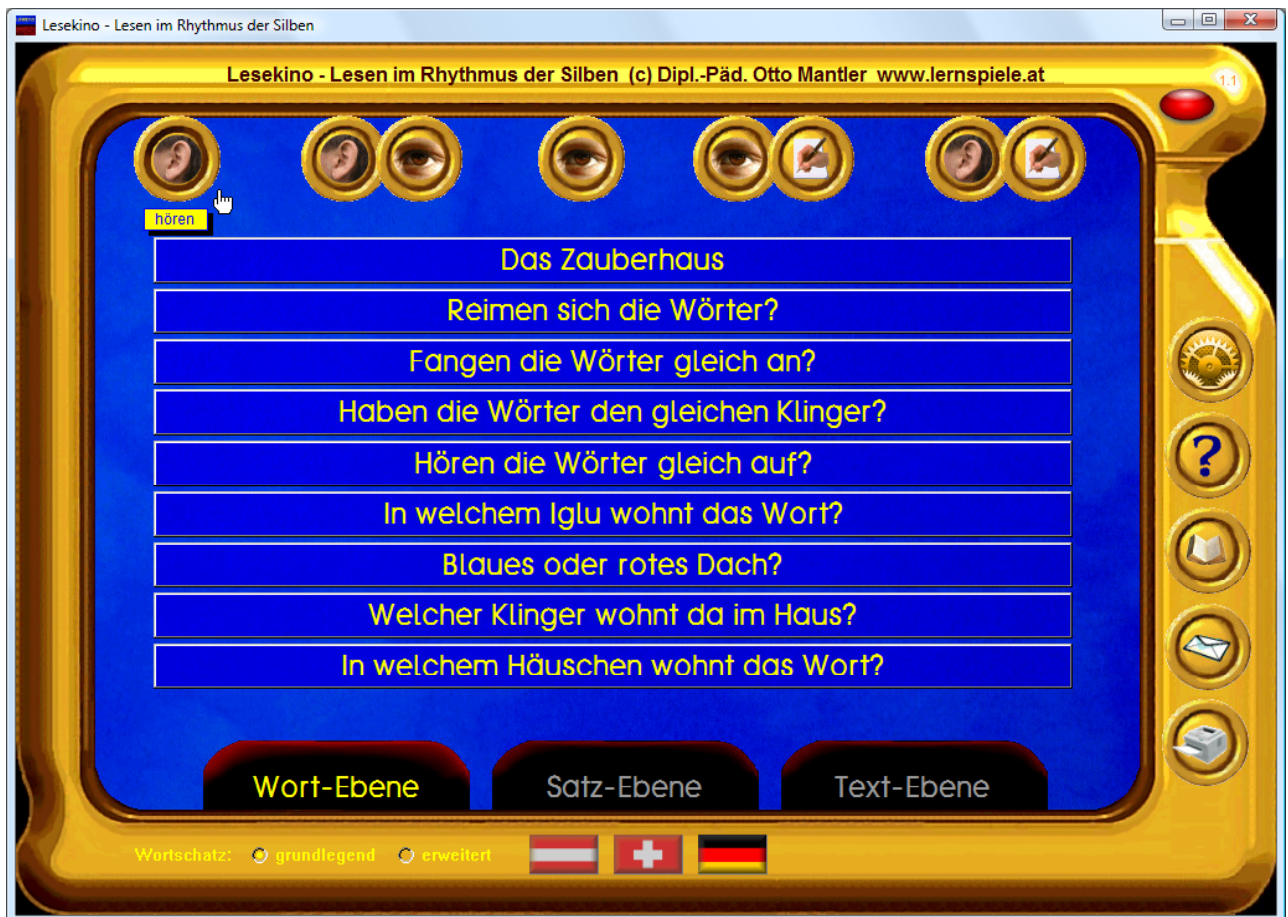 Lesekino - Lesen im Rhythmus der Silben
Lesekino - Lesen im Rhythmus der Silben (c) Dipl.-Päd. Otto Mantler www.lernspiele.at
1.1
hören
Das Zauberhaus
Reimen sich die Wörter?
Fangen die Wörter gleich an?
Haben die Wörter den gleichen Klinger?
Hören die Wörter gleich auf?
In welchem Iglu wohnt das Wort?
Blaues oder rotes Dach?
Welcher Klinger wohnt da im Haus?
In welchem Häuschen wohnt das Wort?
?
Wort-Ebene Satz-Ebene Text-Ebene
Wortschatz: grundlegend erweitert